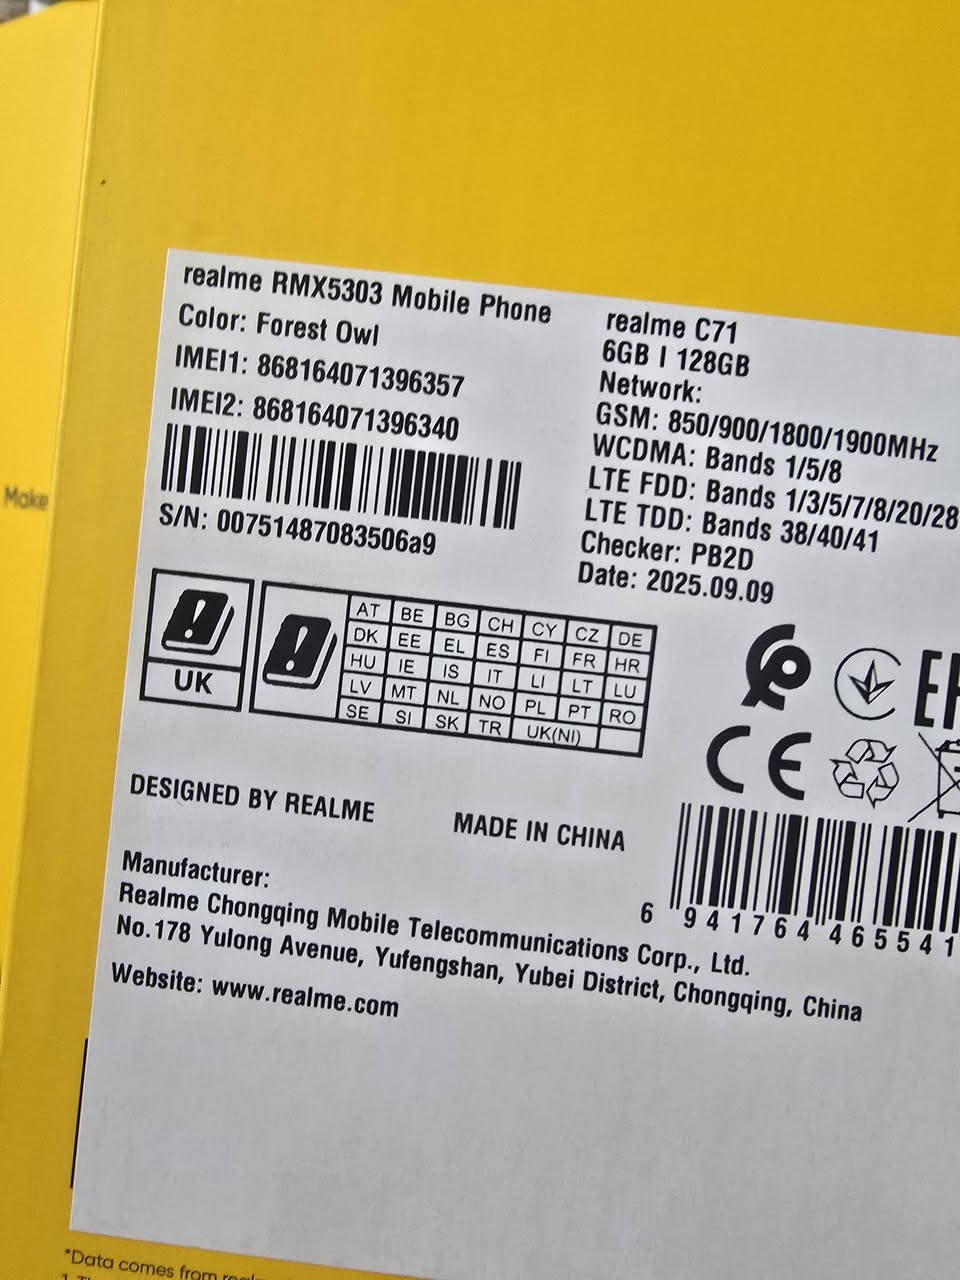 Make
realme RMX5303 Mobile Phone
Color: Forest Owl
IMEI1: 868164071396357
IMEI2: 868164071396340
S/N: 00751487083506a9
realme C71
6GB | 128GB
Network:
GSM: 850/900/1800/1900MHz
WCDMA: Bands 1/5/8
LTE FDD: Bands 1/3/5/7/8/20/28
LTE TDD: Bands 38/40/41
Checker: PB2D
Date: 2025.09.09
UK
AT BE BG CH CY CZ DE
DK EE EL ES FI FR HR
HU IE IS IT LI LT LU
LV MT NL NO PL PT RO
SE SI SK TR UK(NI)
CE
DESIGNED BY REALME
MADE IN CHINA
6 941764 465541
Manufacturer:
Realme Chongqing Mobile Telecommunications Corp., Ltd.
No.178 Yulong Avenue, Yufengshan, Yubei District, Chongqing, China
Website: www.realme.com
*Data comes from